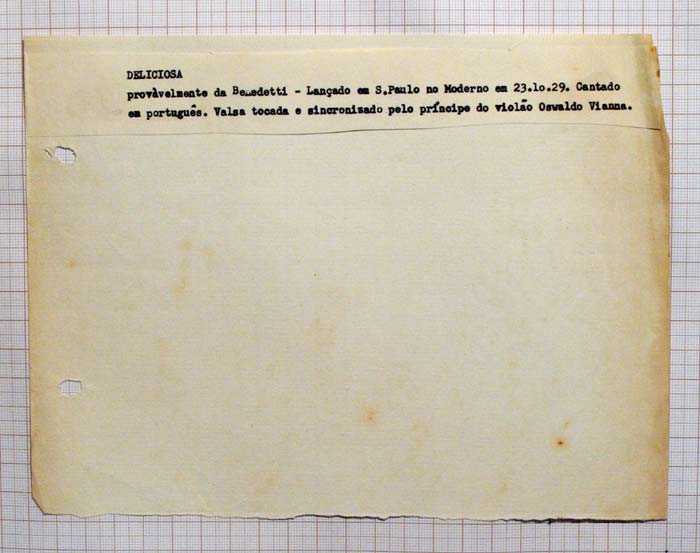 DELICIOSA
provàvelmente da Benedetti - Lançado em S.Paulo no Moderno em 23.lo.29. Cantado
em português. Valsa tocada e sincronizado pelo príncipe do violão Oswaldo Vianna.